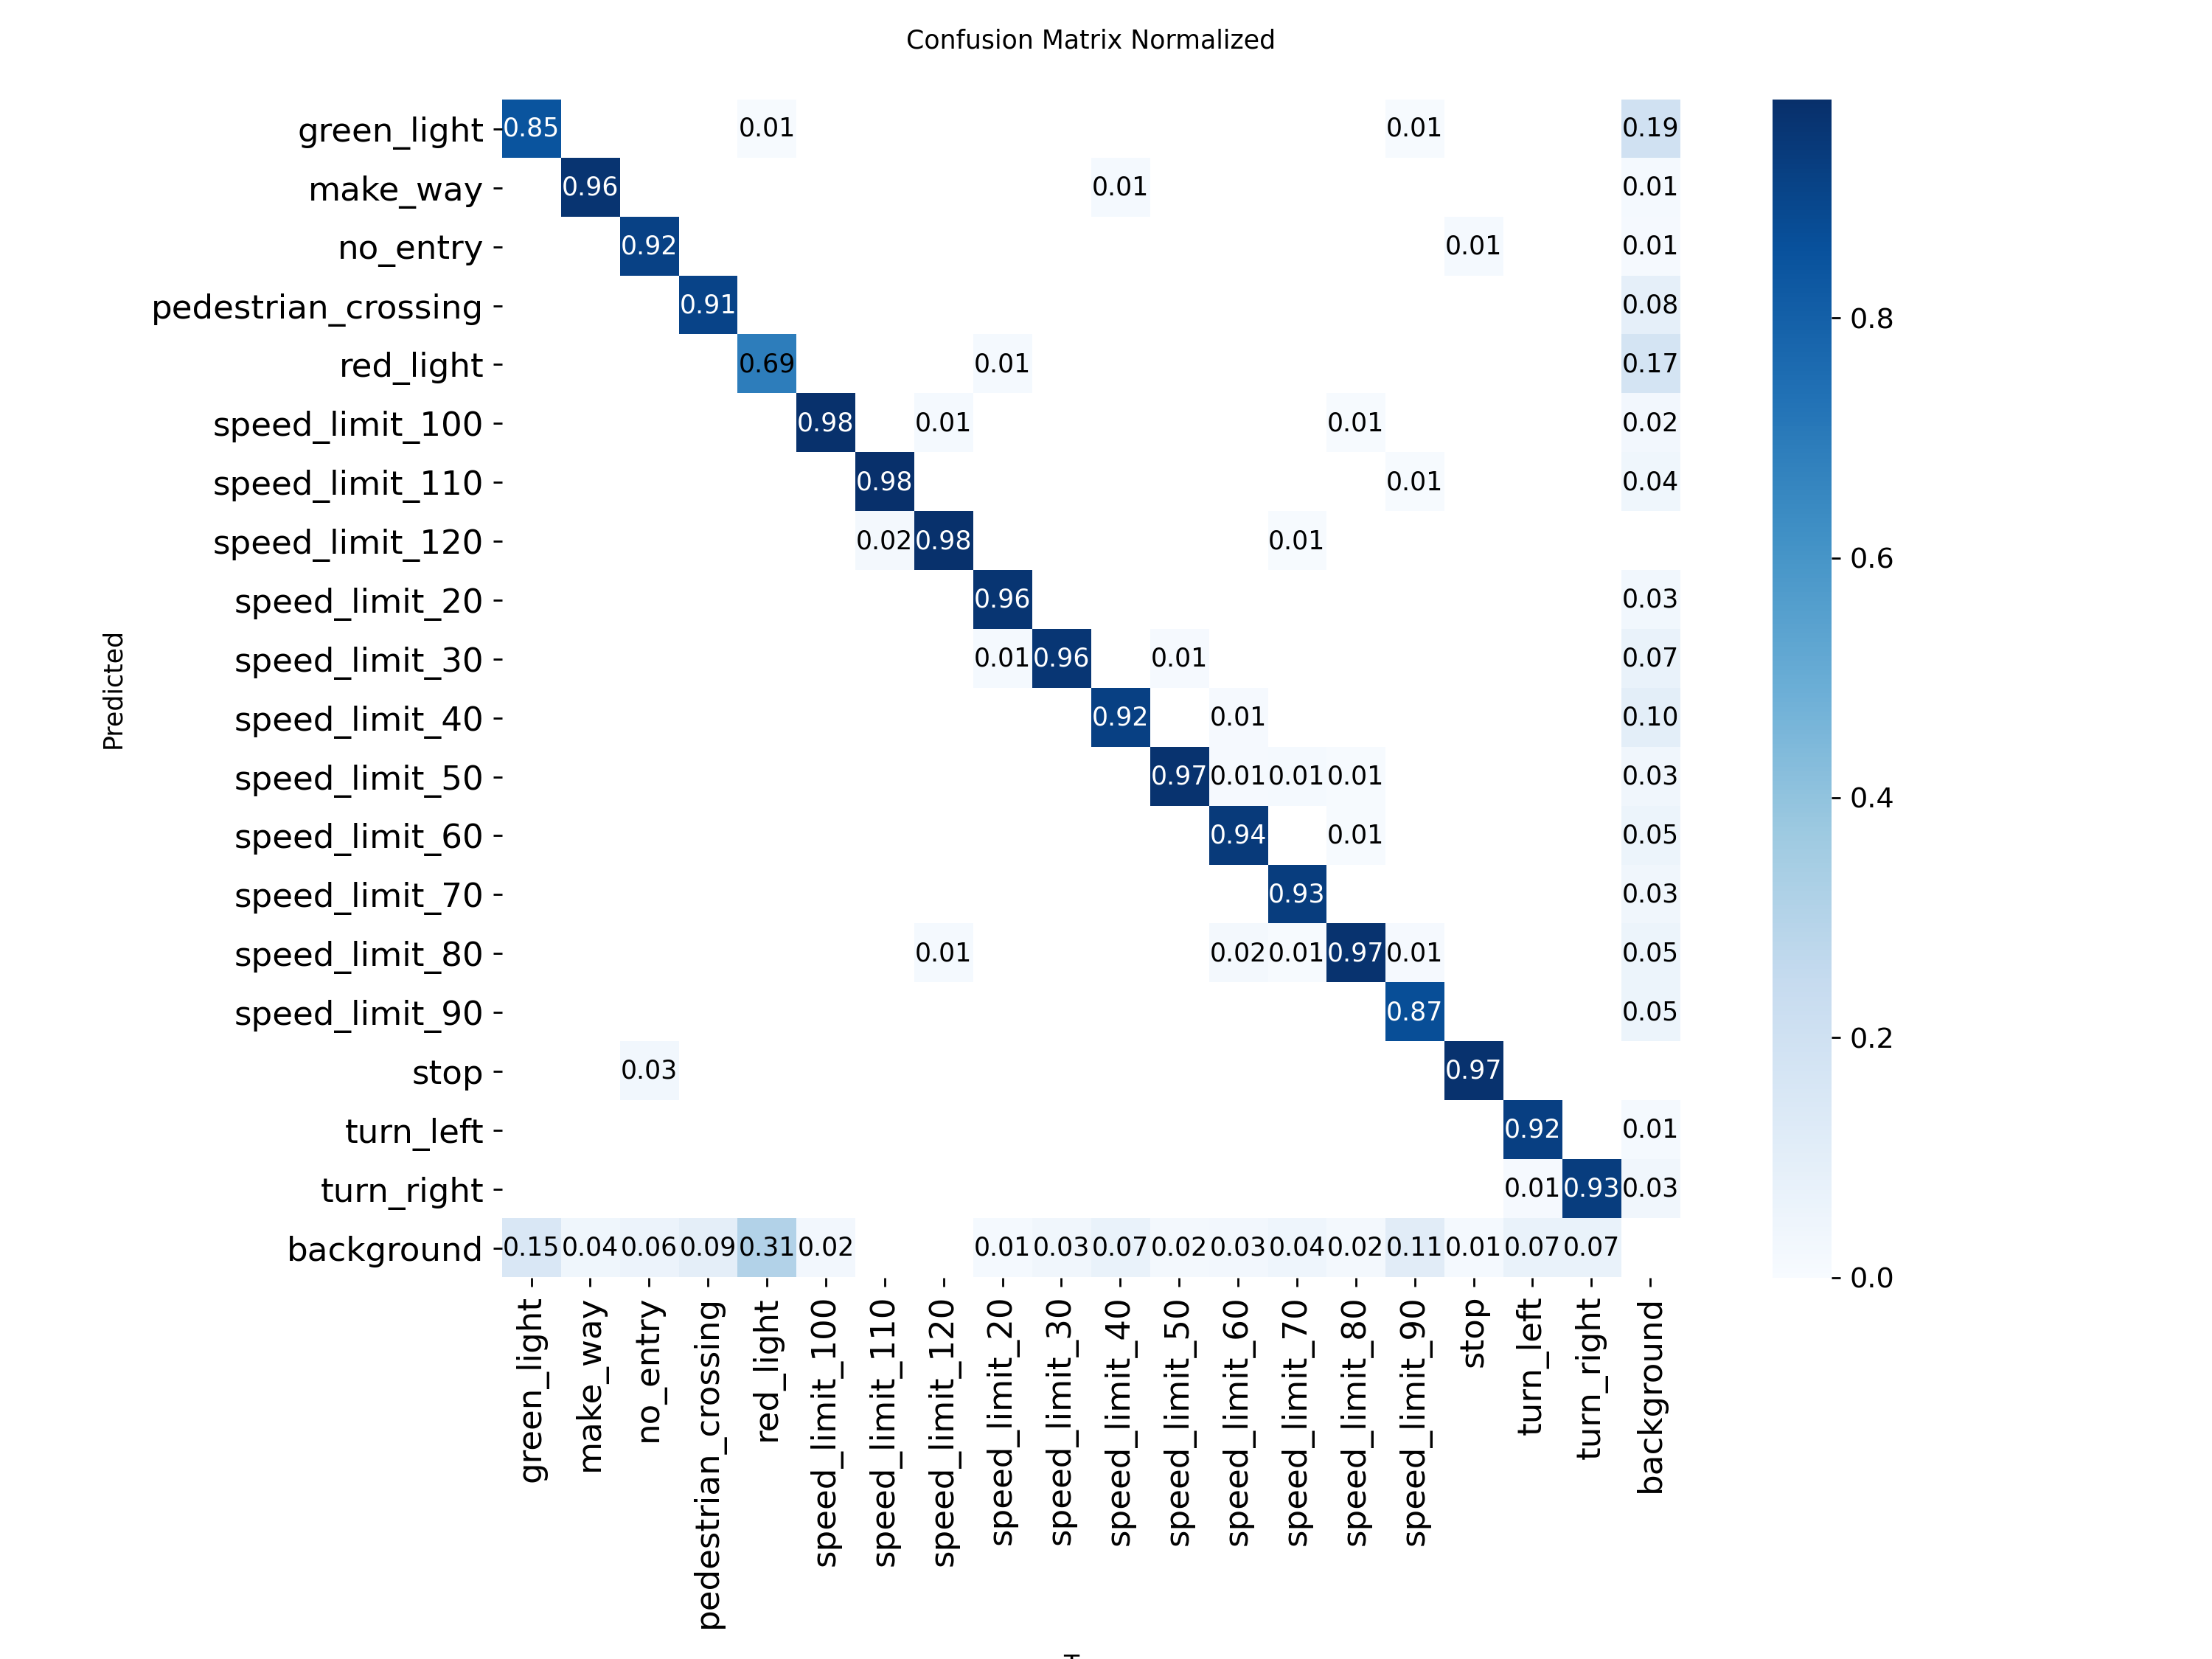 Confusion Matrix Normalized
green_light 0.85 0.01 0.01 0.19
make_way 0.96 0.01 0.01
no_entry 0.92 0.01 0.01
pedestrian_crossing 0.91 0.08
red_light 0.69 0.01 0.17
speed_limit_100 0.98 0.01 0.01 0.02
speed_limit_110 0.98 0.01 0.04
speed_limit_120 0.02 0.98 0.01
speed_limit_20 0.96 0.03
speed_limit_30 0.01 0.96 0.01 0.07
speed_limit_40 0.92 0.01 0.10
speed_limit_50 0.97 0.01 0.01 0.01 0.03
speed_limit_60 0.94 0.01 0.05
speed_limit_70 0.93 0.03
speed_limit_80 0.01 0.02 0.01 0.97 0.01 0.05
speed_limit_90 0.87 0.05
stop 0.03 0.97
turn_left 0.92 0.01
turn_right 0.01 0.93 0.03
background 0.15 0.04 0.06 0.09 0.31 0.02 0.01 0.03 0.07 0.02 0.03 0.04 0.02 0.11 0.01 0.07 0.07
Predicted
green_light
make_way
no_entry
pedestrian_crossing
red_light
speed_limit_100
speed_limit_110
speed_limit_120
speed_limit_20
speed_limit_30
speed_limit_40
speed_limit_50
speed_limit_60
speed_limit_70
speed_limit_80
speed_limit_90
stop
turn_left
turn_right
background
0.8
0.6
0.4
0.2
0.0